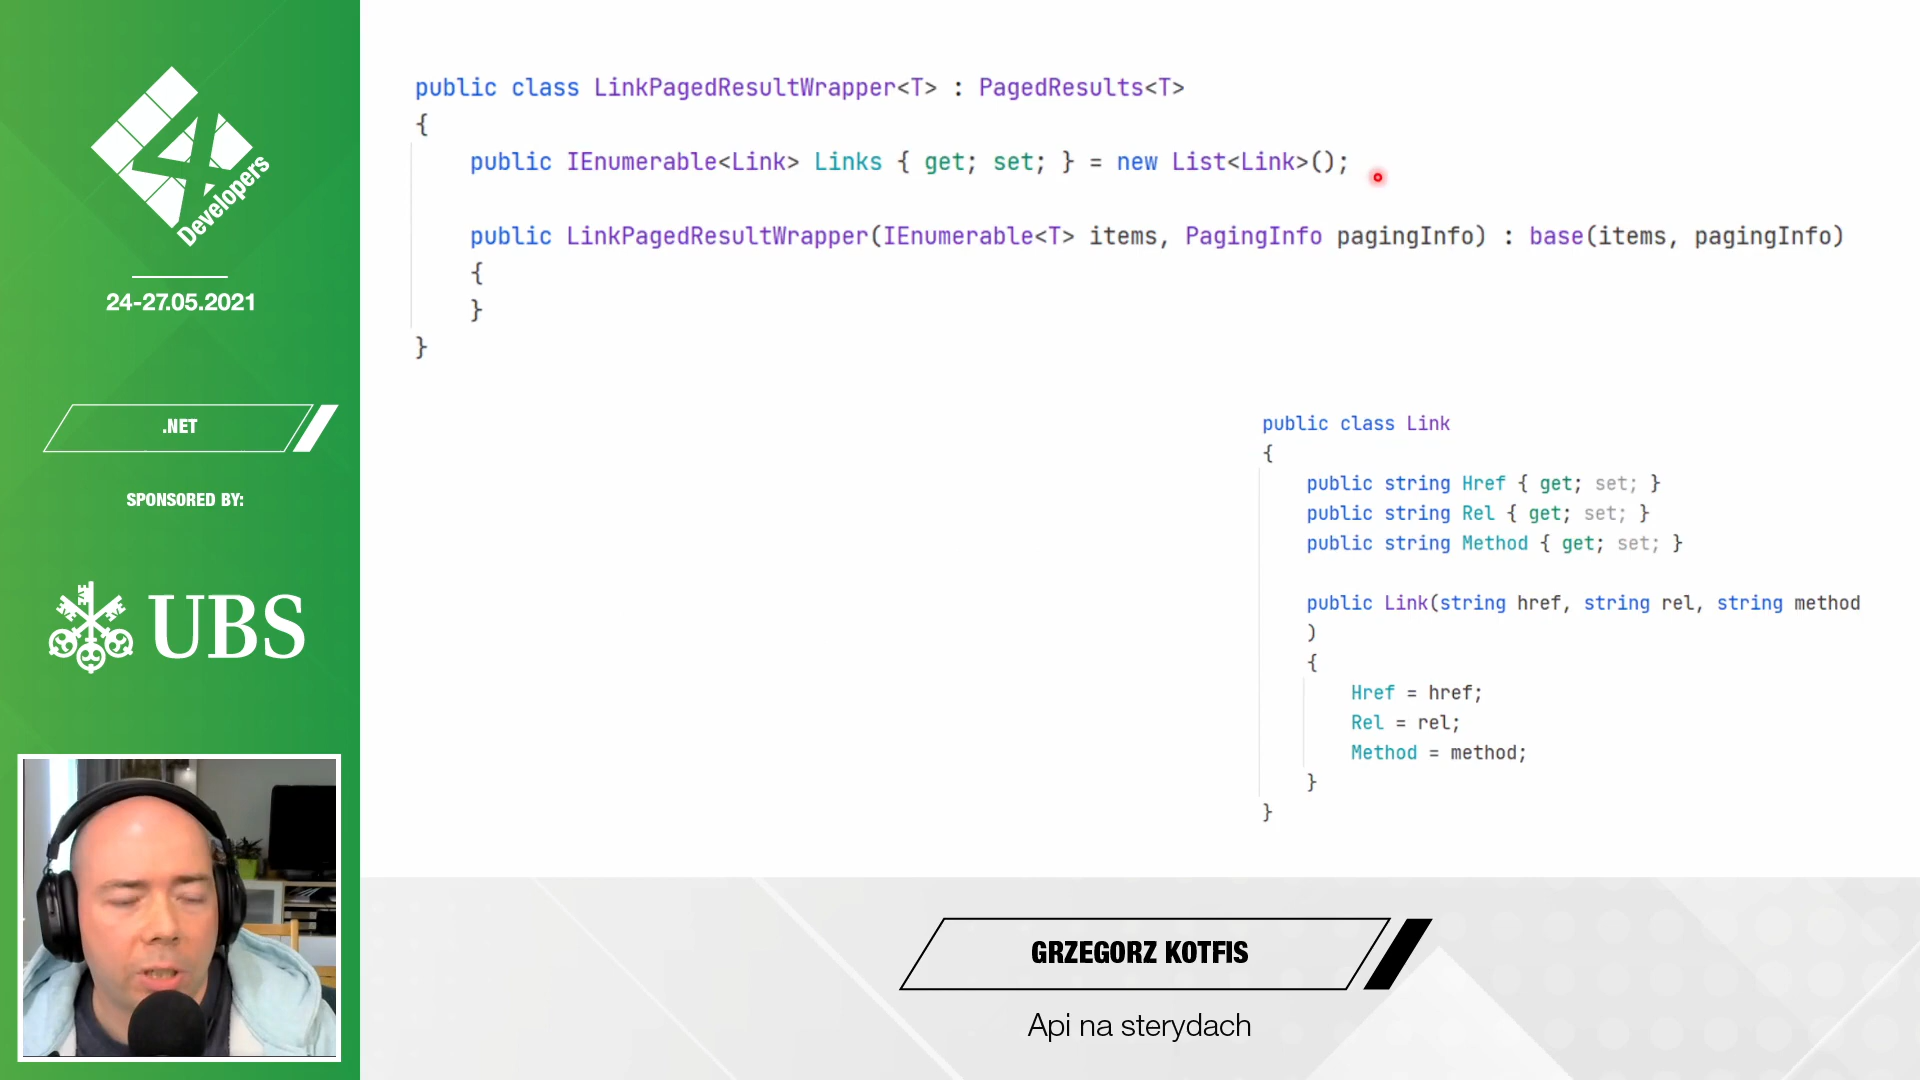 4
Developers
24-27.05.2021
.NET
SPONSORED BY:
UBS
public class LinkPagedResultWrapper<T> : PagedResults<T>
{
public IEnumerable<Link> Links { get; set; } = new List<Link>();
public LinkPagedResultWrapper(IEnumerable<T> items, PagingInfo pagingInfo) : base(items, pagingInfo)
{
}
}
public class Link
{
public string Href { get; set; }
public string Rel { get; set; }
public string Method { get; set; }
public Link(string href, string rel, string method
)
{
Href = href;
Rel = rel;
Method = method;
}
}
GRZEGORZ KOTFIS
Api na sterydach